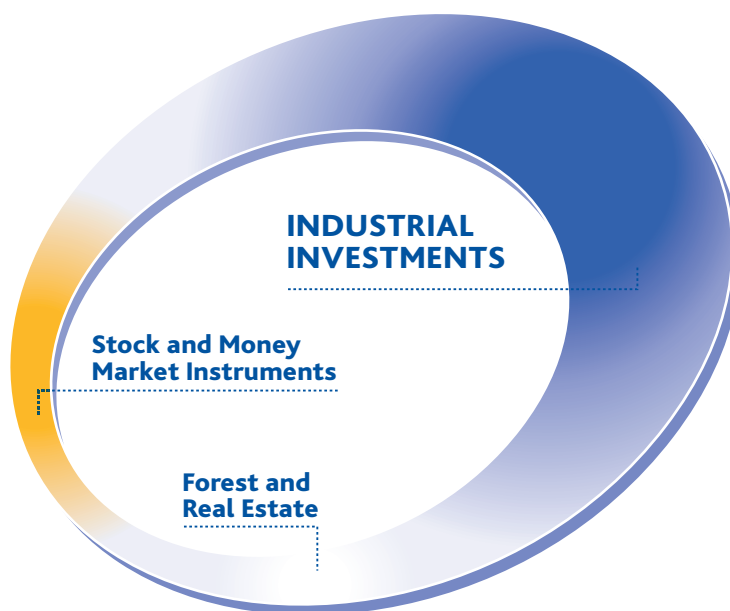 INDUSTRIAL
INVESTMENTS
Stock and Money
Market Instruments
Forest and
Real Estate